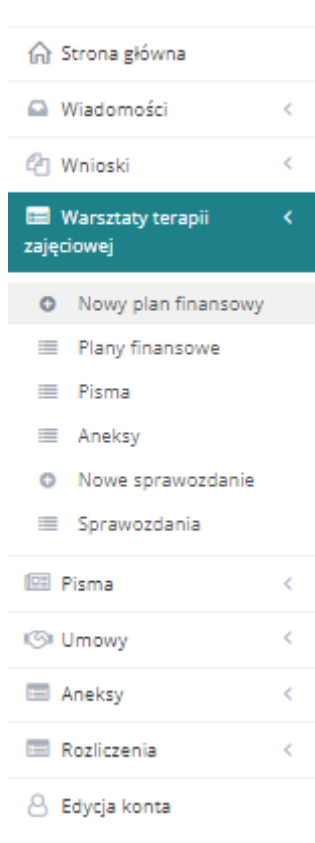 Strona główna
Wiadomości
Wnioski
Warsztaty terapii
zajęciowej
Nowy plan finansowy
Plany finansowe
Pisma
Aneksy
Nowe sprawozdanie
Sprawozdania
Pisma
Umowy
Aneksy
Rozliczenia
Edycja konta